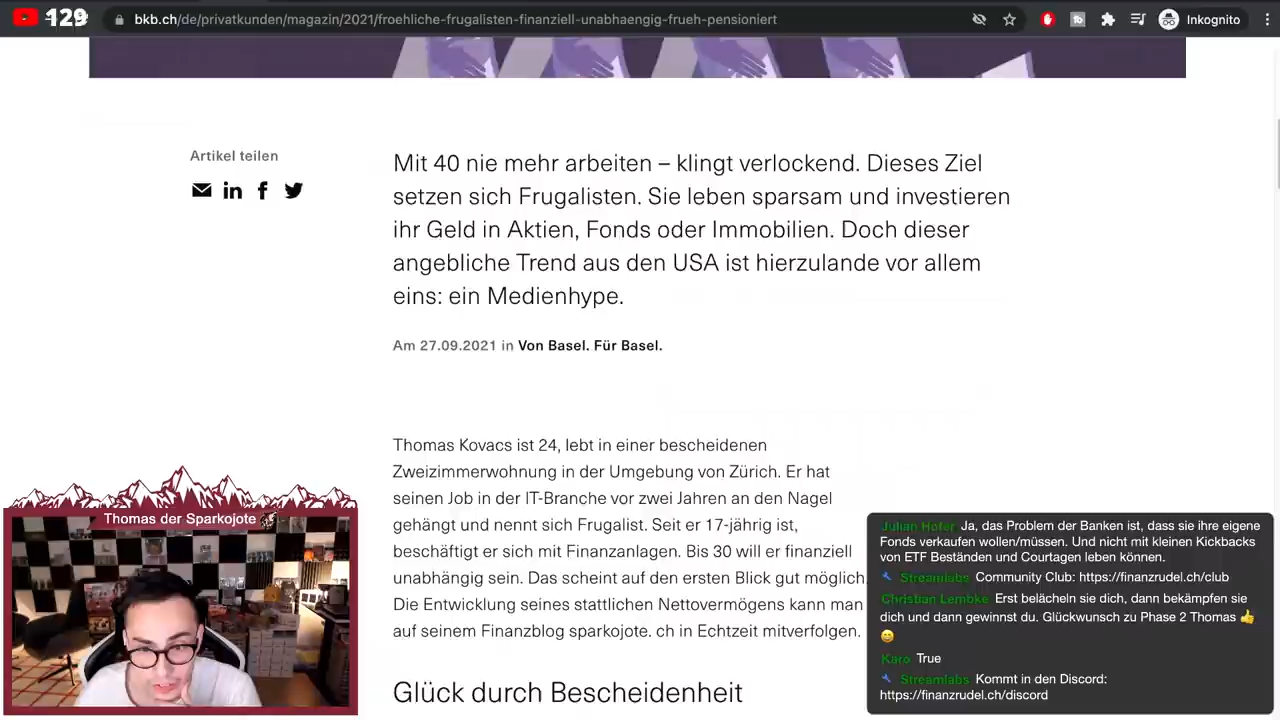 129
bkb.ch/de/privatkunden/magazin/2021/froehliche-frugalisten-finanziell-unabhaengig-frueh-pensioniert
Inkognito
Artikel teilen
Mit 40 nie mehr arbeiten – klingt verlockend. Dieses Ziel
setzen sich Frugalisten. Sie leben sparsam und investieren
ihr Geld in Aktien, Fonds oder Immobilien. Doch dieser
angebliche Trend aus den USA ist hierzulande vor allem
eins: ein Medienhype.
Am 27.09.2021 in Von Basel. Für Basel.
Thomas Kovacs ist 24, lebt in einer bescheidenen
Zweizimmerwohnung in der Umgebung von Zürich. Er hat
seinen Job in der IT-Branche vor zwei Jahren an den Nagel
gehängt und nennt sich Frugalist. Seit er 17-jährig ist,
beschäftigt er sich mit Finanzanlagen. Bis 30 will er finanziell
unabhängig sein. Das scheint auf den ersten Blick gut möglich.
Die Entwicklung seines stattlichen Nettovermögens kann man
auf seinem Finanzblog sparkojote. ch in Echtzeit mitverfolgen.
Glück durch Bescheidenheit
Thomas der Sparkojote
Julian Hofer Ja, das Problem der Banken ist, dass sie ihre eigene
Fonds verkaufen wollen/müssen. Und nicht mit kleinen Kickbacks
von ETF Beständen und Courtagen leben können.
Streamlabs Community Club: https://finanzrudel.ch/club
Christian Lembke Erst belächeln sie dich, dann bekämpfen sie
dich und dann gewinnst du. Glückwunsch zu Phase 2 Thomas 👍
😄
Karo True
Streamlabs Kommt in den Discord:
https://finanzrudel.ch/discord